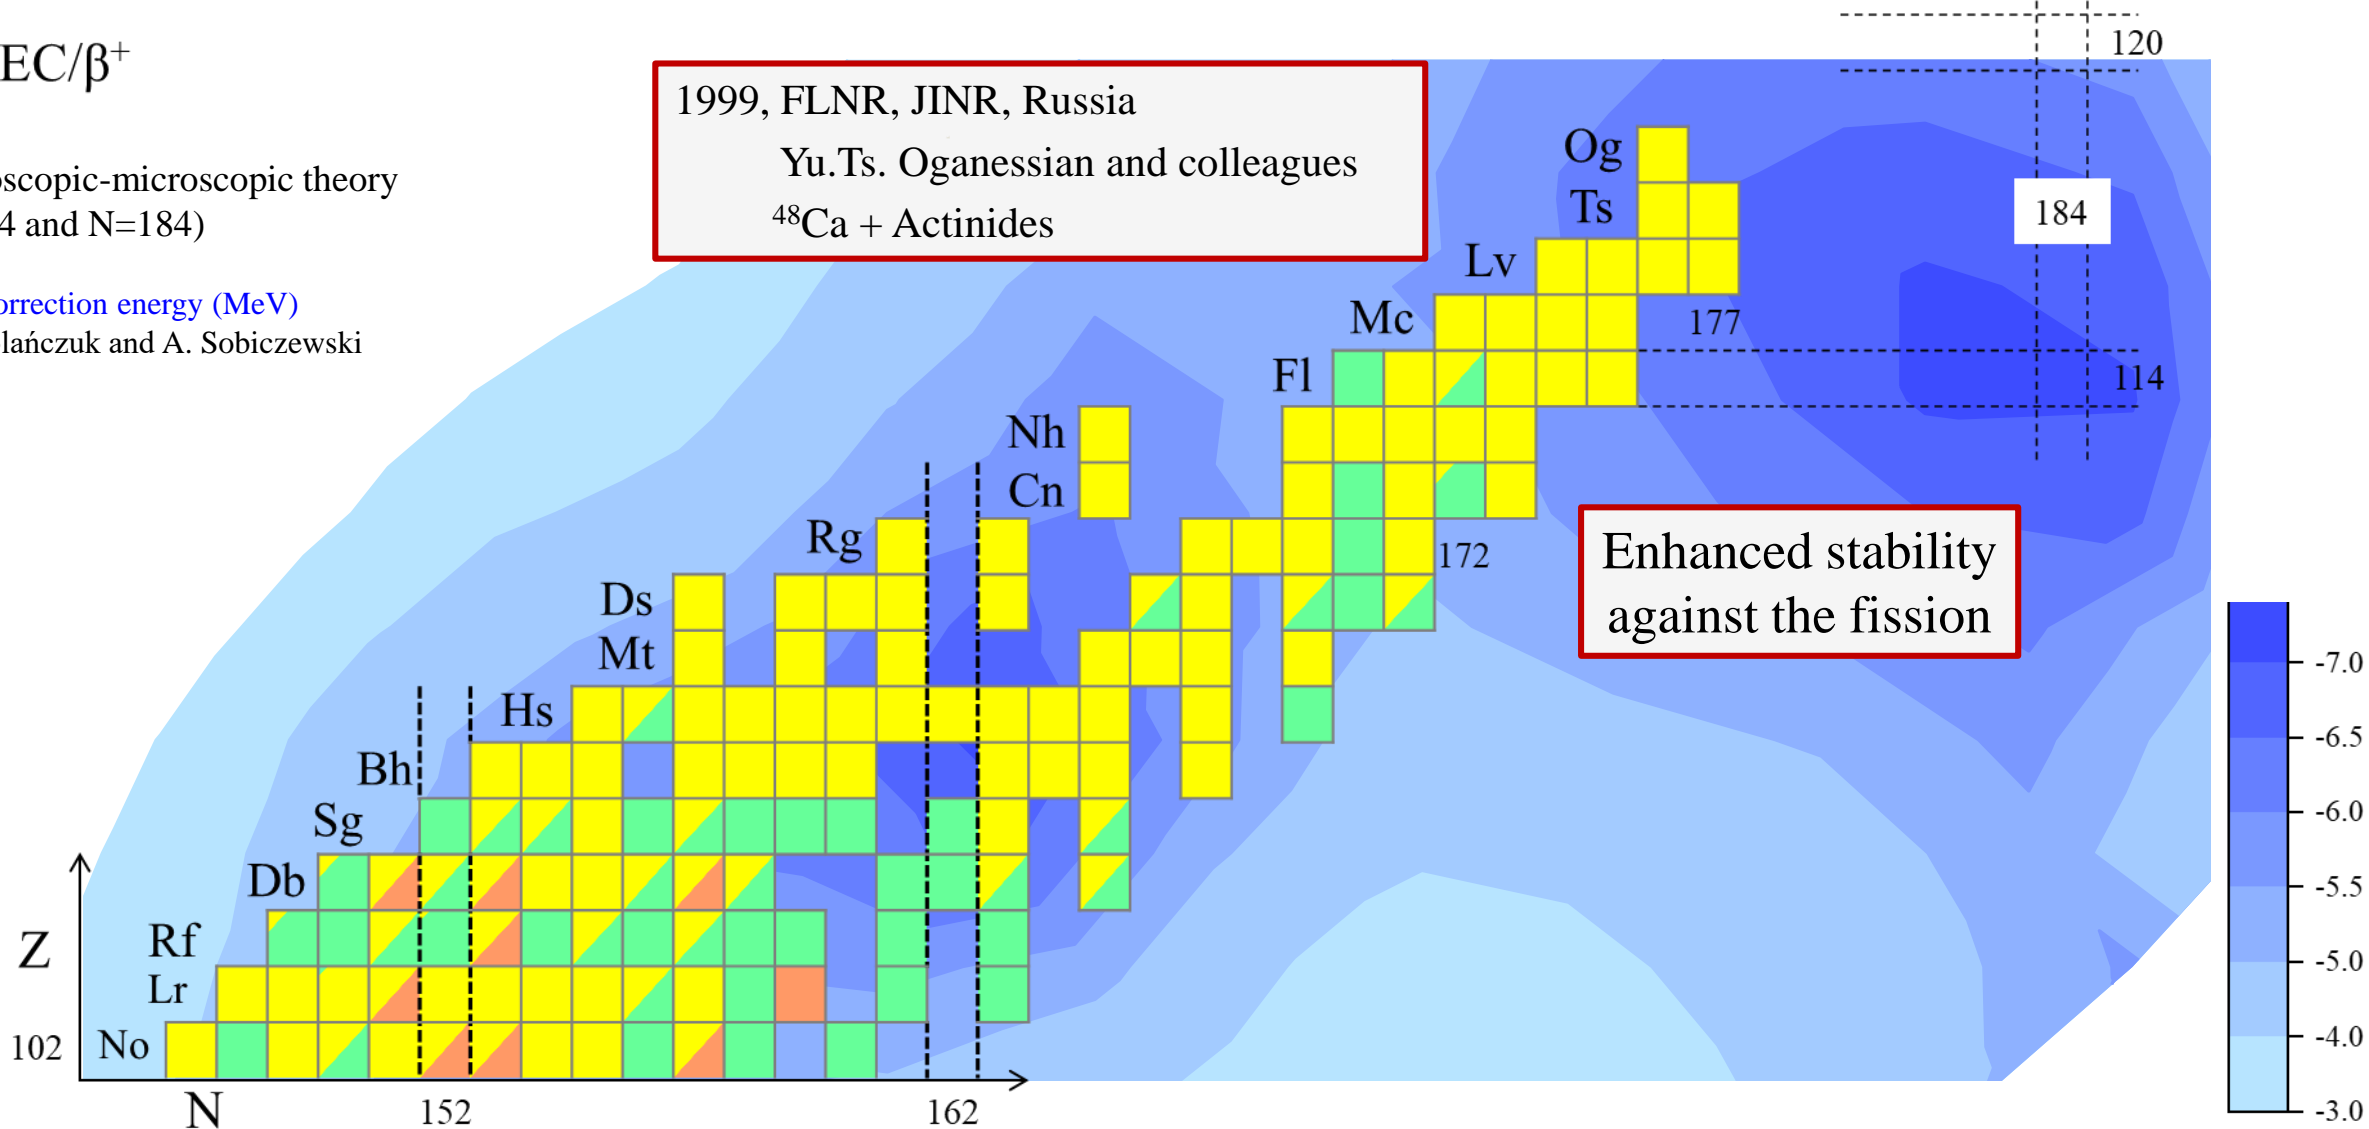 EC/β⁺
oscopic-microscopic theory
4 and N=184)
orrection energy (MeV)
lańczuk and A. Sobiczewski
1999, FLNR, JINR, Russia
Yu.Ts. Oganessian and colleagues
⁴⁸Ca + Actinides
120
Og
Ts
184
Lv
Mc
177
Fl
114
Nh
Cn
Rg
172
Enhanced stability
against the fission
Ds
Mt
Hs
Bh
Sg
Db
Rf
Z
Lr
102
No
N
152
162
-7.0
-6.5
-6.0
-5.5
-5.0
-4.0
-3.0